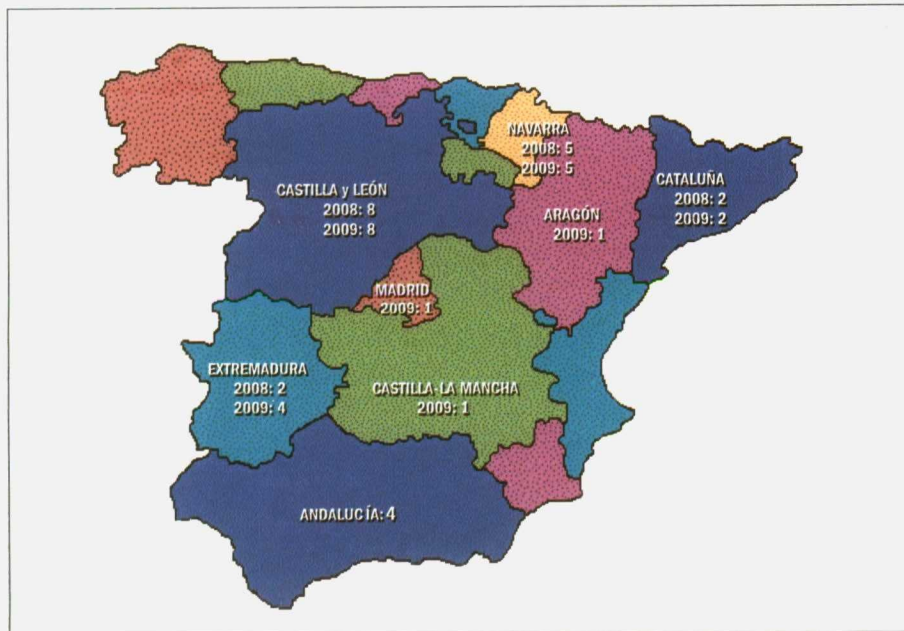 NAVARRA
2008: 5
2009: 5
CASTILLA y LEÓN
2008: 8
2009: 8
CATALUÑA
2008: 2
2009: 2
ARAGÓN
2009: 1
MADRID
2009: 1
EXTREMADURA
2008: 2
2009: 4
CASTILLA-LA MANCHA
2009: 1
ANDALUCÍA: 4